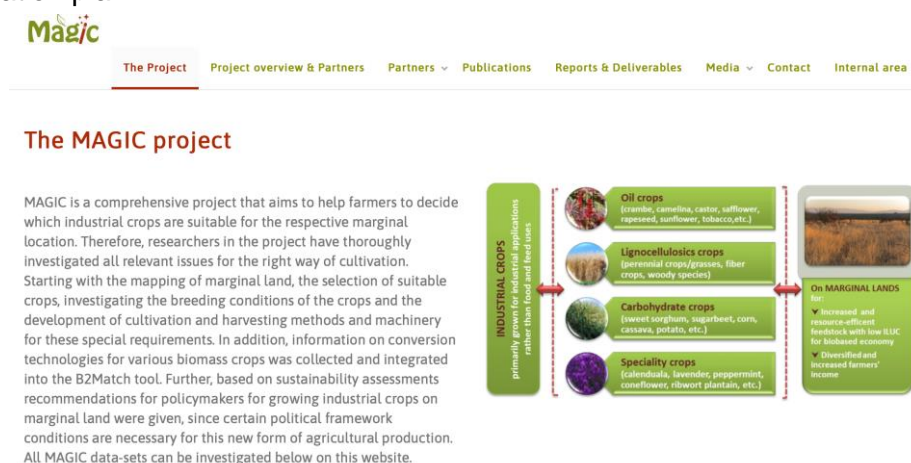 Magic
The Project Project overview & Partners Partners Publications Reports & Deliverables Media Contact Internal area
The MAGIC project
MAGIC is a comprehensive project that aims to help farmers to decide
which industrial crops are suitable for the respective marginal
location. Therefore, researchers in the project have thoroughly
investigated all relevant issues for the right way of cultivation.
Starting with the mapping of marginal land, the selection of suitable
crops, investigating the breeding conditions of the crops and the
development of cultivation and harvesting methods and machinery
for these special requirements. In addition, information on conversion
technologies for various biomass crops was collected and integrated
into the B2Match tool. Further, based on sustainability assessments
recommendations for policymakers for growing industrial crops on
marginal land were given, since certain political framework
conditions are necessary for this new form of agricultural production.
All MAGIC data-sets can be investigated below on this website.
INDUSTRIAL CROPS
primarily grown for industrial applications
rather than food and feed uses
Oil crops
(crambe, camelina, castor, safflower,
rapeseed, sunflower, tobacco,etc.)
Lignocellulosics crops
(perennial crops/grasses, fiber
crops, woody species)
Carbohydrate crops
(sweet sorghum, sugarbeet, corn,
cassava, potato, etc.)
Speciality crops
(calenduala, lavender, peppermint,
coneflower, ribwort plantain, etc.)
On MARGINAL LANDS
for:
Increased and
resource-efficent
feedstock with low ILUC
for biobased economy
Diversified and
increased farmers'
income